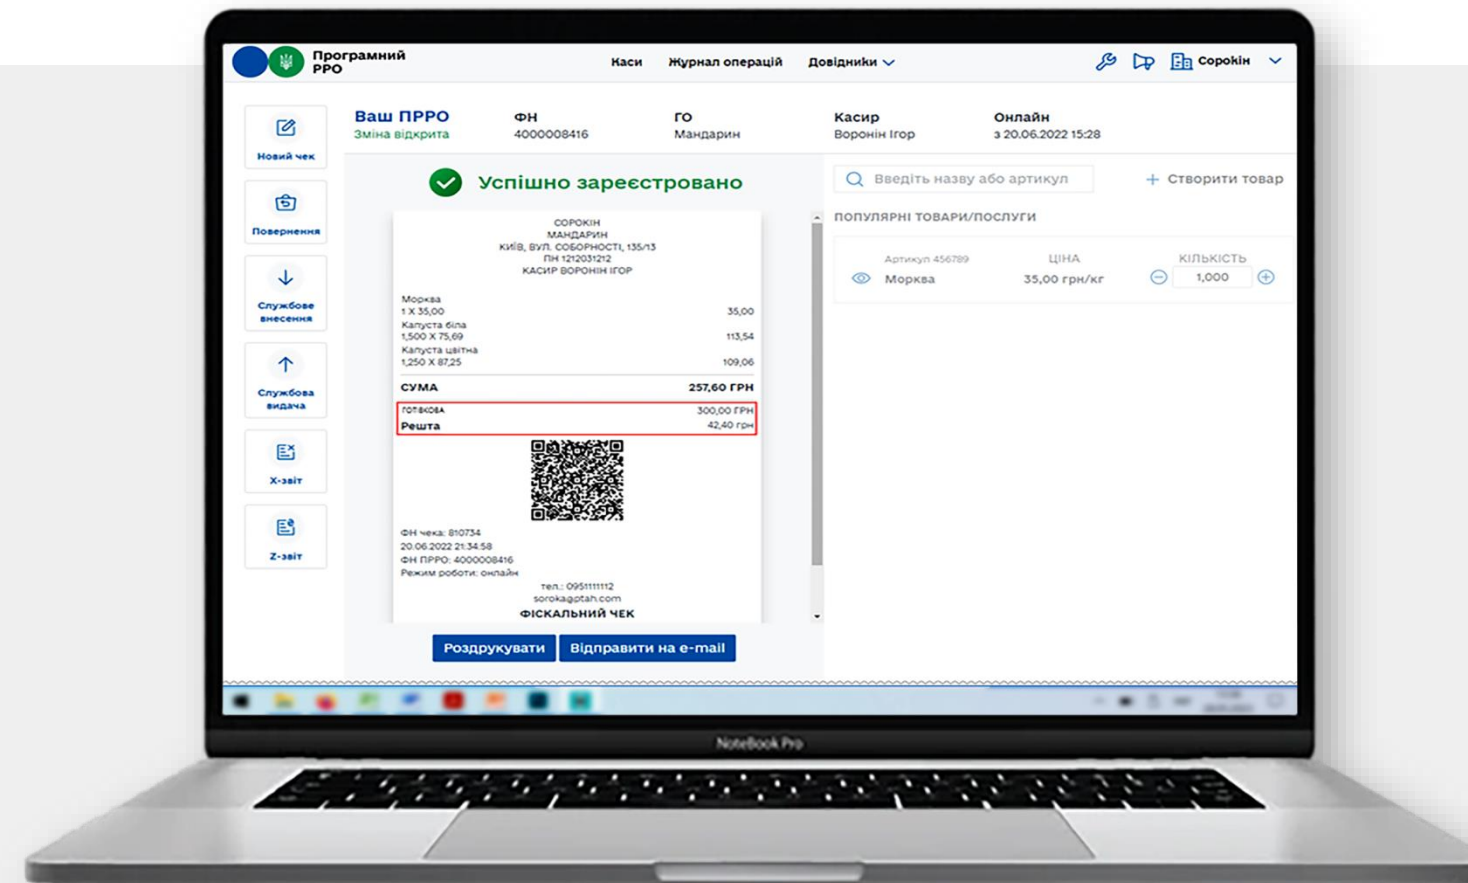 Програмний
РРО
Каси Журнал операцій Довідники
Сорокін
Новий чек
Повернення
Службове
внесення
Службова
видача
Х-звіт
Z-звіт
Ваш ПРРО ФН ГО Касир Онлайн
Зміна відкрита 4000008416 Мандарин Воронін Ігор з 20.06.2022 15:28
Успішно зареєстровано
СОРОКІН
МАНДАРИН
КИЇВ, ВУЛ. СОБОРНОСТІ, 135/13
ПН 1212031212
КАСИР ВОРОНІН ІГОР
Морква
1 X 35,00 35,00
Капуста біла
1,500 X 75,69 113,54
Капуста цвітна
1,250 X 87,25 109,06
СУМА 257,60 ГРН
ГОТІВКОВА 300,00 ГРН
Решта 42,40 грн
ФН чека: 810734
20.06.2022 21:34:58
ФН ПРРО: 4000008416
Режим роботи: онлайн
тел.: 0951111112
soroka@ptah.com
ФІСКАЛЬНИЙ ЧЕК
Роздрукувати Відправити на e-mail
Введіть назву або артикул + Створити товар
ПОПУЛЯРНІ ТОВАРИ/ПОСЛУГИ
Артикул 456789 ЦІНА КІЛЬКІСТЬ
Морква 35,00 грн/кг 1,000
NoteBook Pro